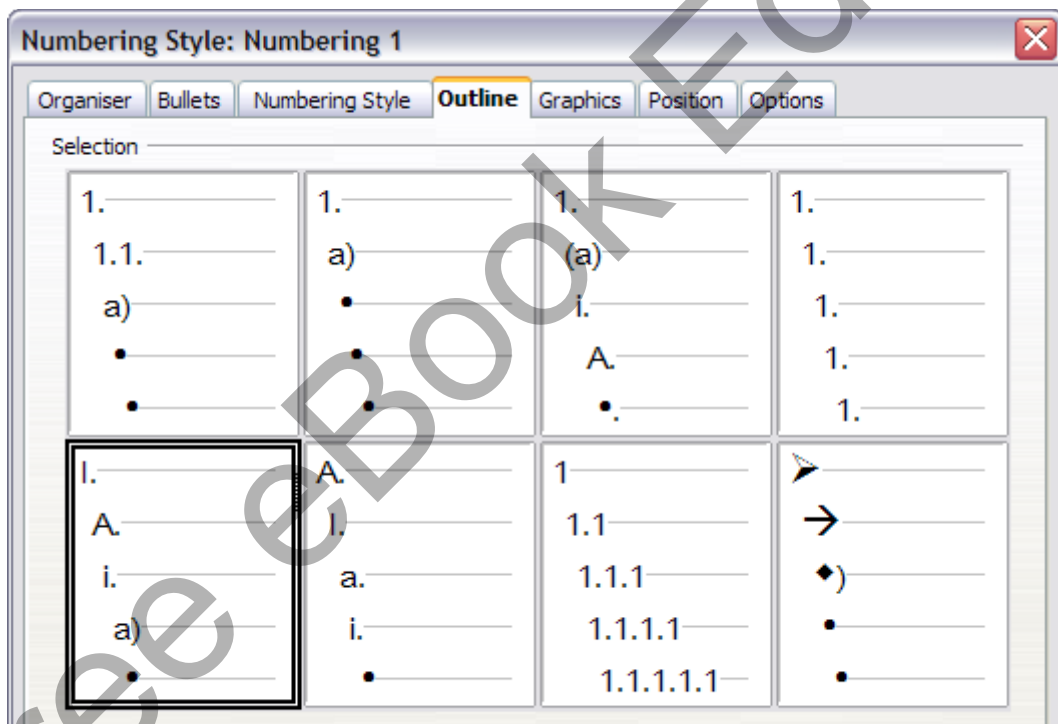 Numbering Style: Numbering 1
Organiser Bullets Numbering Style Outline Graphics Position Options
Selection
1.
1.1.
a)
•
•
1.
a)
•
•
•
1.
(a)
i.
A.
•.
1.
1.
1.
1.
1.
I.
A.
i.
a)
•
A.
I.
a.
i.
•
1
1.1
1.1.1
1.1.1.1
1.1.1.1.1
➢
→
◆)
•
•
ee eBook Ed